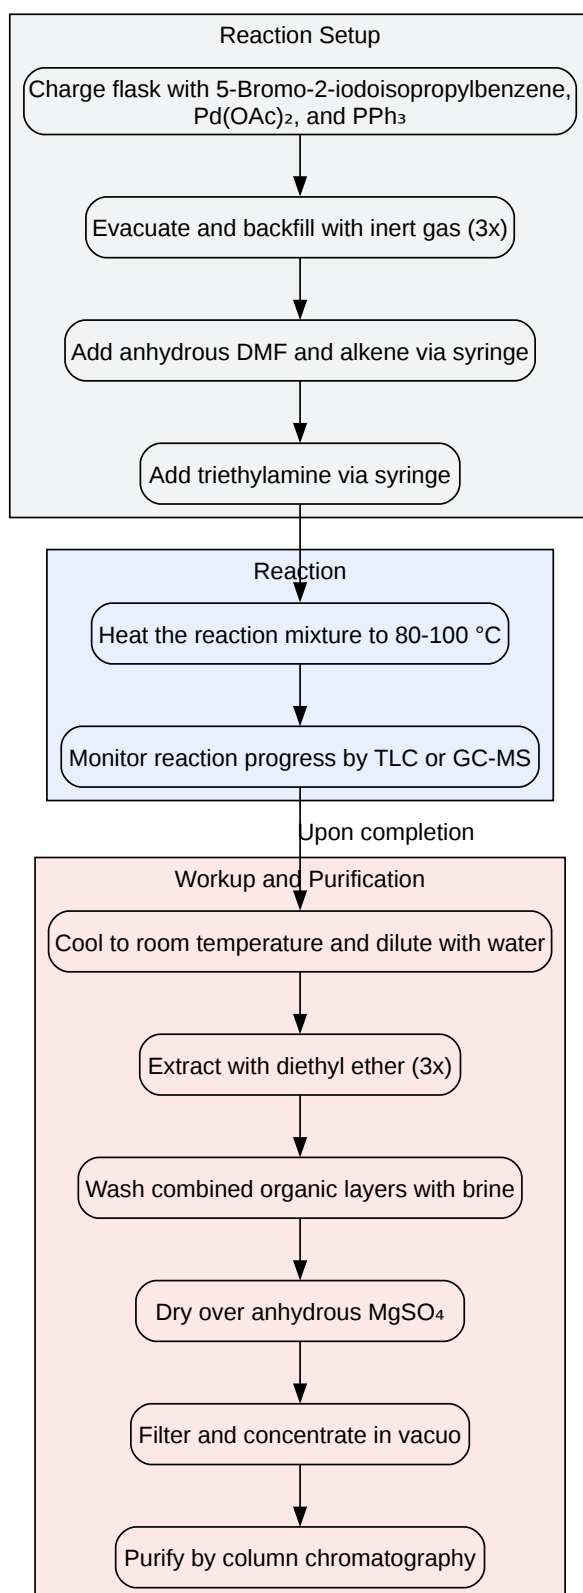 Reaction Setup
Charge flask with 5-Bromo-2-iodoisopropylbenzene,
Pd(OAc)₂, and PPh₃
Evacuate and backfill with inert gas (3x)
Add anhydrous DMF and alkene via syringe
Add triethylamine via syringe
Reaction
Heat the reaction mixture to 80-100 °C
Monitor reaction progress by TLC or GC-MS
Upon completion
Workup and Purification
Cool to room temperature and dilute with water
Extract with diethyl ether (3x)
Wash combined organic layers with brine
Dry over anhydrous MgSO₄
Filter and concentrate in vacuo
Purify by column chromatography